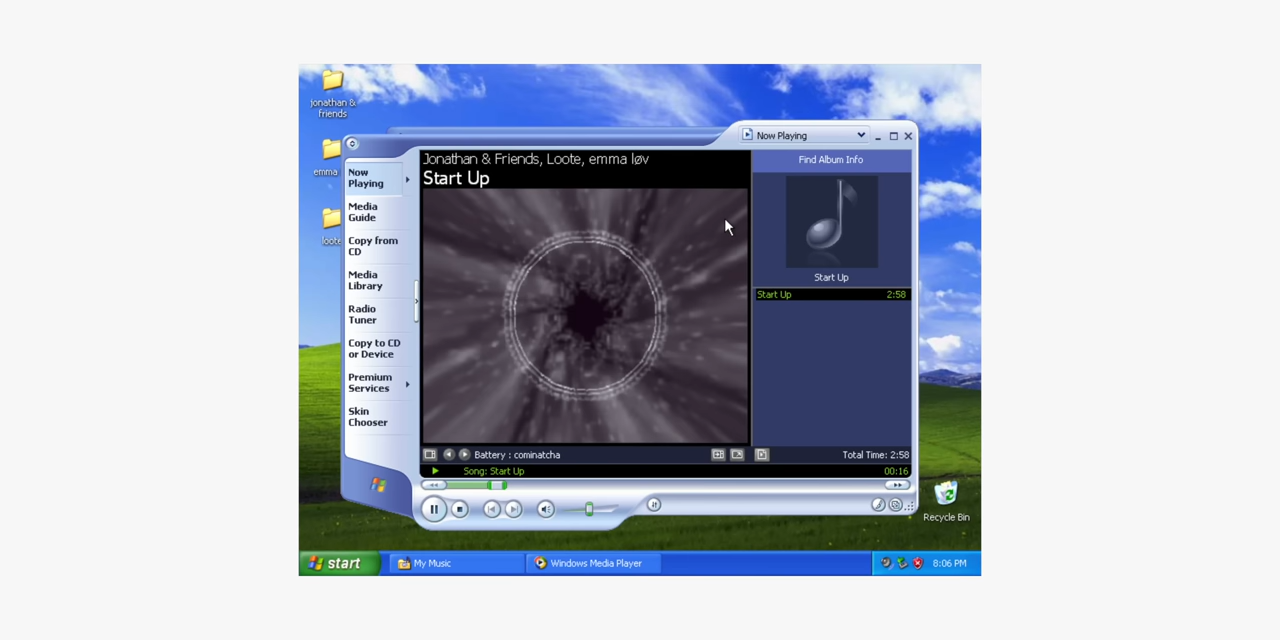 jonathan &
friends
emma
loote
Now Playing
Now
Playing
Media
Guide
Copy from
CD
Media
Library
Radio
Tuner
Copy to CD
or Device
Premium
Services
Skin
Chooser
Jonathan & Friends, Loote, emma løv
Start Up
Find Album Info
Start Up
Start Up 2:58
Battery : cominatcha
Total Time: 2:58
Song: Start Up
00:16
Recycle Bin
start
My Music
Windows Media Player
8:06 PM